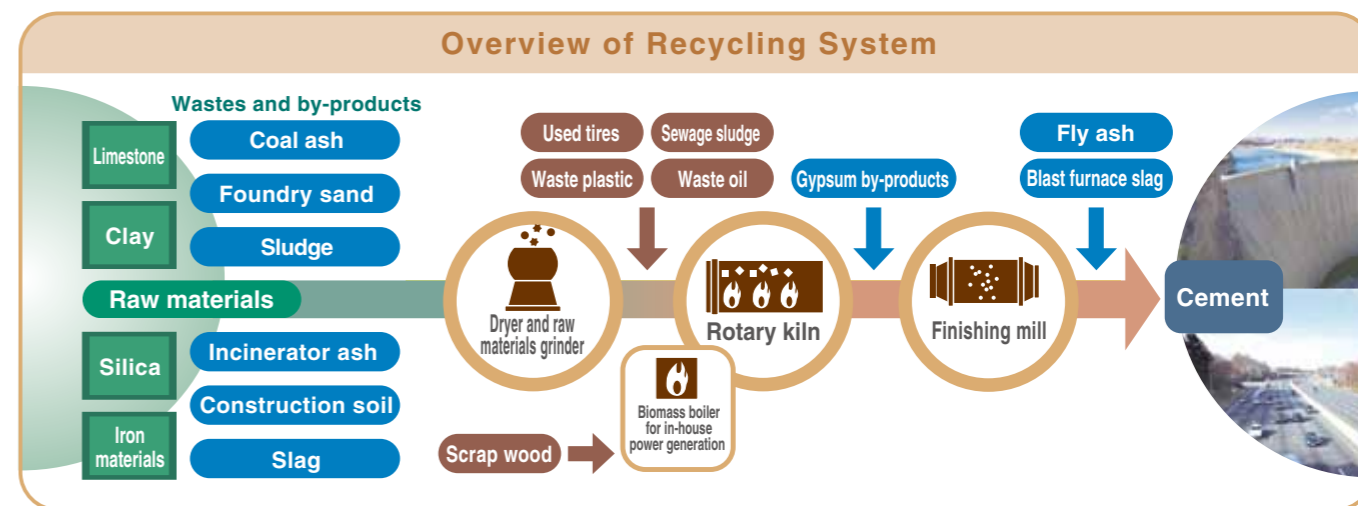 Overview of Recycling System
Wastes and by-products
Limestone
Clay
Coal ash
Foundry sand
Sludge
Raw materials
Silica
Iron
materials
Incinerator ash
Construction soil
Slag
Used tires
Sewage sludge
Waste plastic
Waste oil
Gypsum by-products
Fly ash
Blast furnace slag
Dryer and raw
materials grinder
Rotary kiln
Finishing mill
Cement
Scrap wood
Biomass boiler
for in-house
power generation